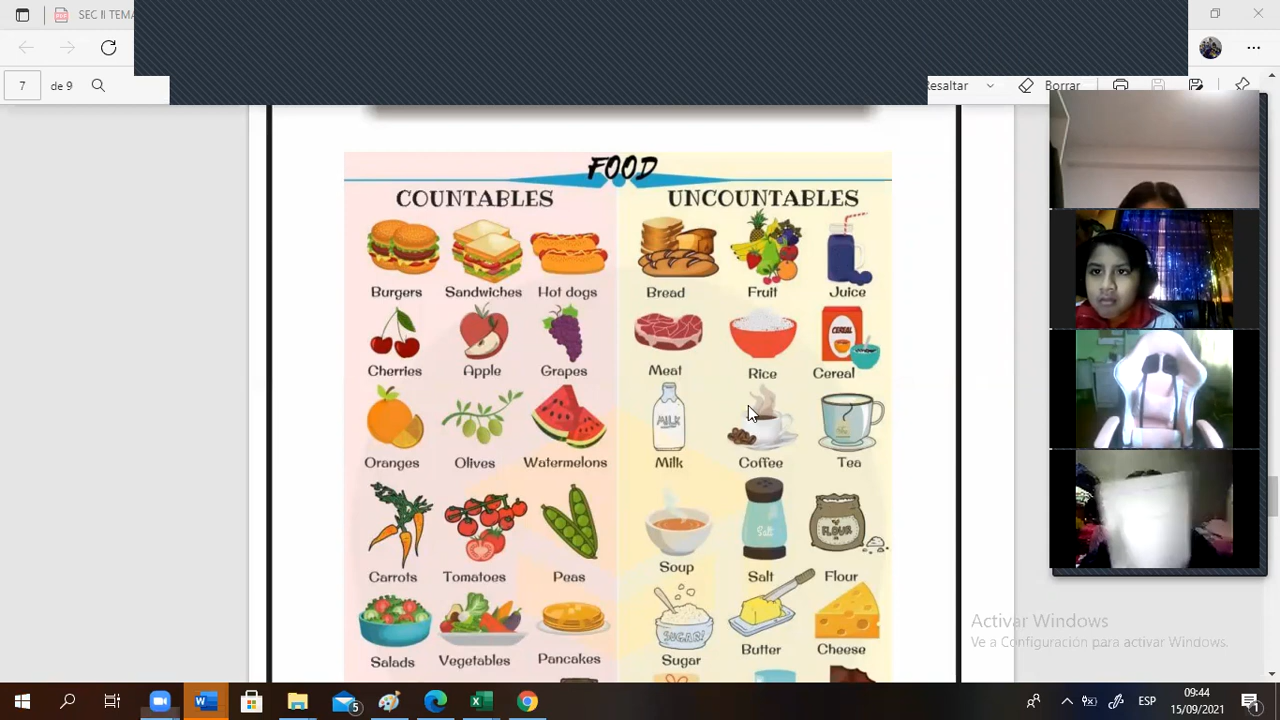 SEC II TEMA
7 de 9
Resaltar
Borrar
FOOD
COUNTABLES
UNCOUNTABLES
Burgers Sandwiches Hot dogs
Bread Fruit Juice
CEREAL
Cherries Apple Grapes
Meat Rice Cereal
MILK
Oranges Olives Watermelons
Milk Coffee Tea
Salt
FLOUR
Carrots Tomatoes Peas
Soup Salt Flour
SUGAR
Salads Vegetables Pancakes
Sugar Butter Cheese
Activar Windows
Ve a Configuración para activar Windows.
5
ESP
09:44
15/09/2021
1